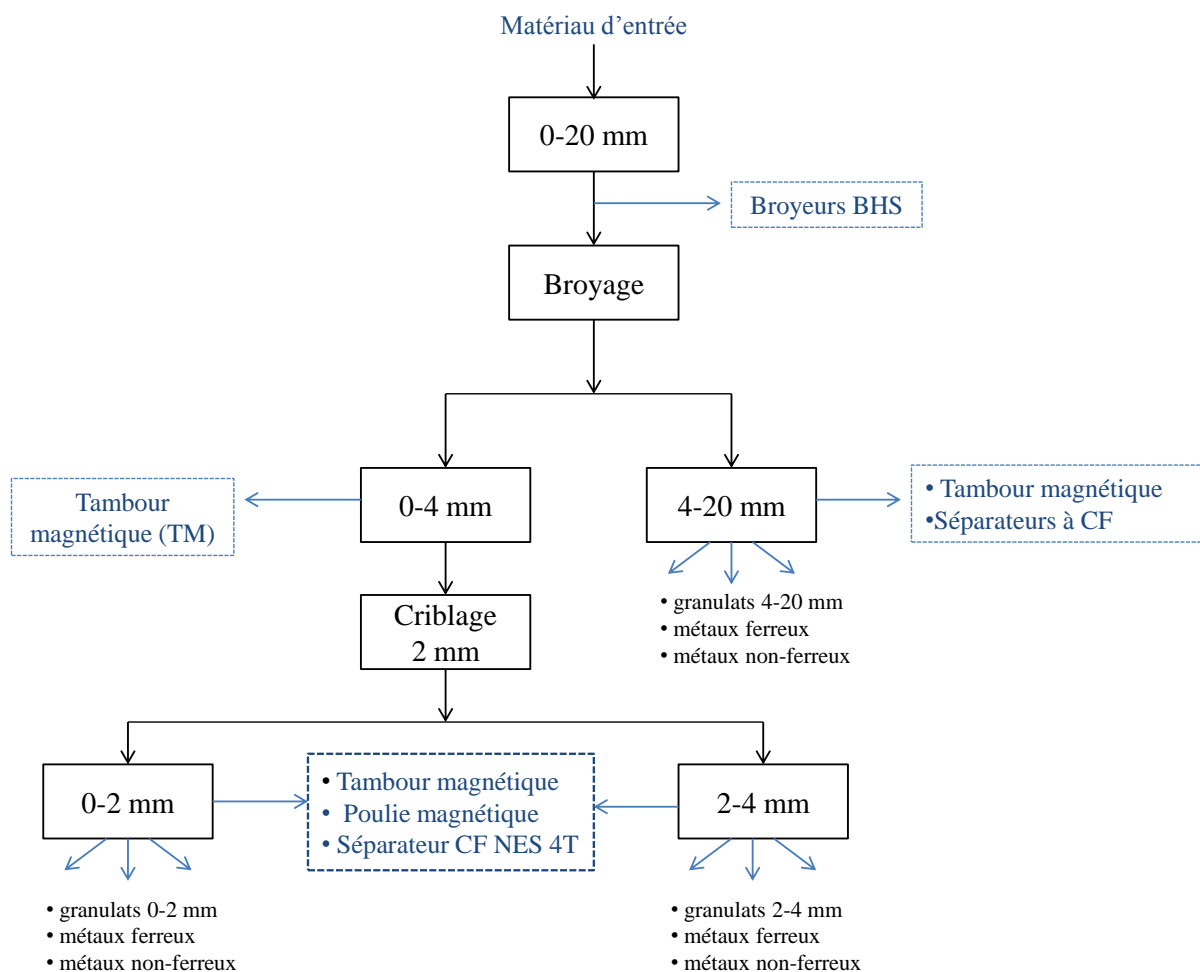 Matériau d’entrée
0-20 mm
Broyeurs BHS
Broyage
0-4 mm
4-20 mm
Tambour
magnétique (TM)
• Tambour magnétique
•Séparateurs à CF
• granulats 4-20 mm
• métaux ferreux
• métaux non-ferreux
Criblage
2 mm
0-2 mm
• Tambour magnétique
• Poulie magnétique
• Séparateur CF NES 4T
2-4 mm
• granulats 0-2 mm
• métaux ferreux
• métaux non-ferreux
• granulats 2-4 mm
• métaux ferreux
• métaux non-ferreux